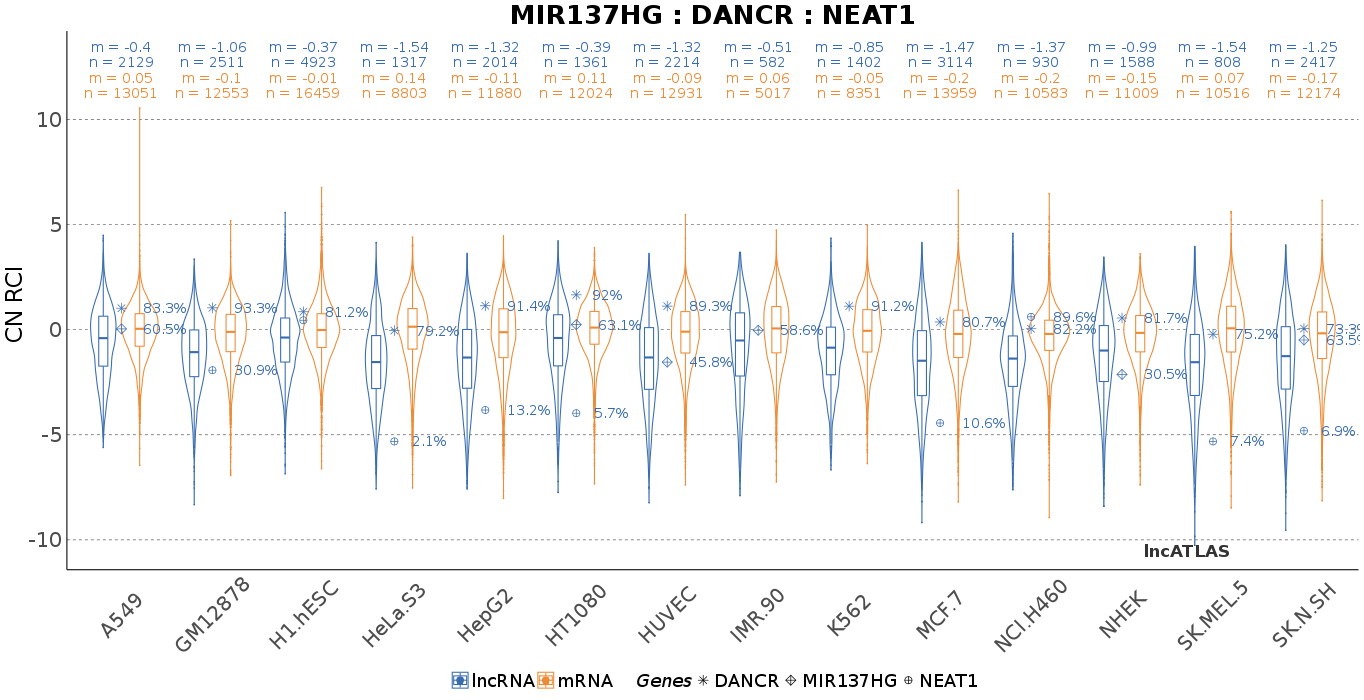 MIR137HG : DANCR : NEAT1
m = -0.4 m = -1.06 m = -0.37 m = -1.54 m = -1.32 m = -0.39 m = -1.32 m = -0.51 m = -0.85 m = -1.47 m = -1.37 m = -0.99 m = -1.54 m = -1.25
n = 2129 n = 2511 n = 4923 n = 1317 n = 2014 n = 1361 n = 2214 n = 582 n = 1402 n = 3114 n = 930 n = 1588 n = 808 n = 2417
m = 0.05 m = -0.1 m = -0.01 m = 0.14 m = -0.11 m = 0.11 m = -0.09 m = 0.06 m = -0.05 m = -0.2 m = -0.2 m = -0.15 m = 0.07 m = -0.17
n = 13051 n = 12553 n = 16459 n = 8803 n = 11880 n = 12024 n = 12931 n = 5017 n = 8351 n = 13959 n = 10583 n = 11009 n = 10516 n = 12174
10
5
0
-5
-10
CN RCI
83.3% 93.3% 81.2% 79.2% 91.4% 92% 89.3% 58.6% 91.2% 80.7% 89.6% 81.7% 75.2% 73.3%
60.5% 30.9% 2.1% 13.2% 63.1% 45.8% 10.6% 82.2% 30.5% 7.4% 63.5%
5.7% 6.9%
lncATLAS
A549 GM12878 H1.hESC HeLa.S3 HepG2 HT1080 HUVEC IMR.90 K562 MCF.7 NCI.H460 NHEK SK.MEL.5 SK.N.SH
lncRNA mRNA Genes DANCR MIR137HG NEAT1